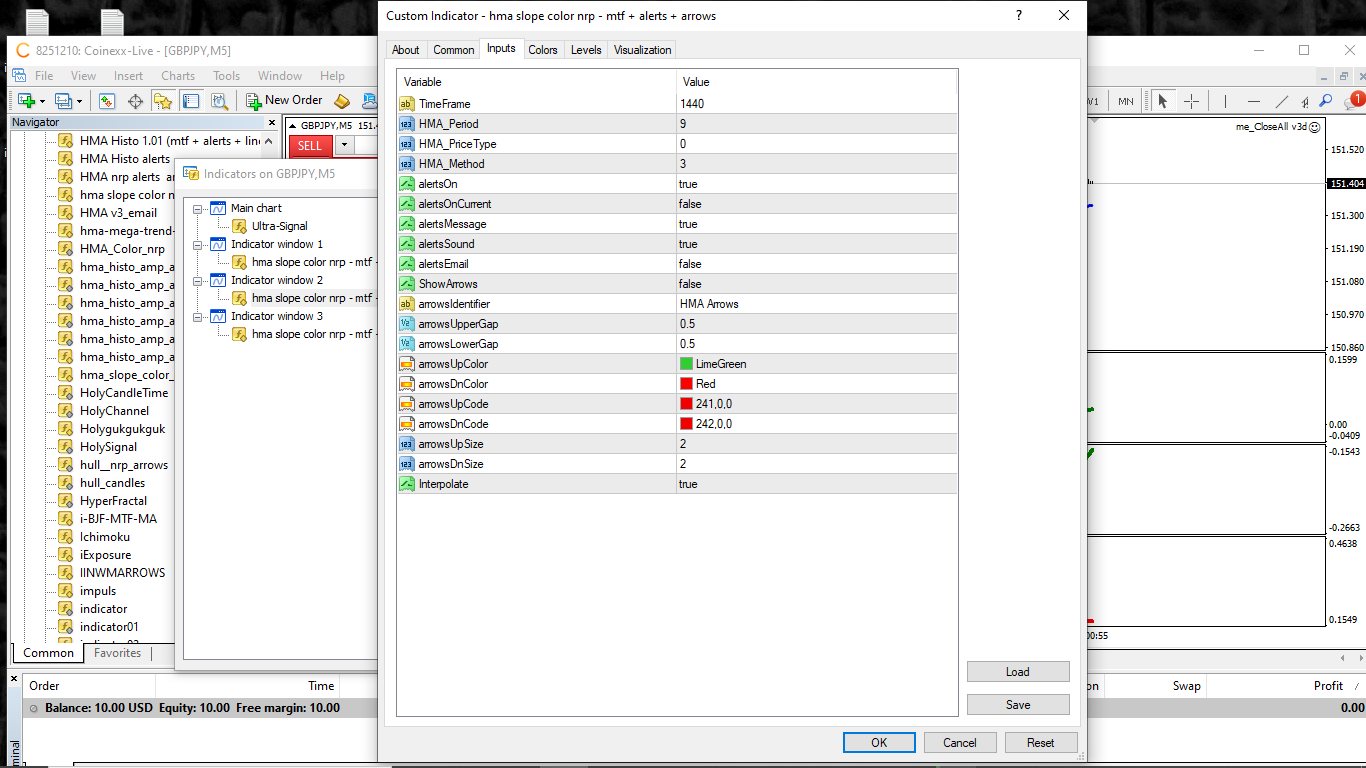 8251210: Coinexx-Live - [GBPJPY,M5]
File View Insert Charts Tools Window Help
New Order
MN
Navigator
HMA Histo 1.01 (mtf + alerts + line
HMA Histo alerts
HMA nrp alerts
hma slope color n
HMA v3_email
hma-mega-trend-
HMA_Color_nrp
hma_histo_amp_a
hma_histo_amp_a
hma_histo_amp_a
hma_histo_amp_a
hma_histo_amp_a
hma_histo_amp_a
hma_slope_color_
HolyCandleTime
HolyChannel
Holygukgukguk
HolySignal
hull__nrp_arrows
hull_candles
HyperFractal
i-BJF-MTF-MA
Ichimoku
iExposure
IINWMARROWS
impuls
indicator
indicator01
Common Favorites
GBPJPY,M5 151.4
SELL
Indicators on GBPJPY,M5
Main chart
Ultra-Signal
Indicator window 1
hma slope color nrp - mtf
Indicator window 2
hma slope color nrp - mtf -
Indicator window 3
hma slope color nrp - mtf -
Custom Indicator - hma slope color nrp - mtf + alerts + arrows
? 
About Common Inputs Colors Levels Visualization
Variable Value
TimeFrame 1440
HMA_Period 9
HMA_PriceType 0
HMA_Method 3
alertsOn true
alertsOnCurrent false
alertsMessage true
alertsSound true
alertsEmail false
ShowArrows false
arrowsIdentifier HMA Arrows
arrowsUpperGap 0.5
arrowsLowerGap 0.5
arrowsUpColor LimeGreen
arrowsDnColor Red
arrowsUpCode 241,0,0
arrowsDnCode 242,0,0
arrowsUpSize 2
arrowsDnSize 2
Interpolate true
Load
Save
OK Cancel Reset
1
me_CloseAll v3d
151.520
151.404
151.300
151.190
151.080
150.970
150.860
0.1599
0.00
-0.0409
-0.1543
-0.2663
0.4638
0.1549
00:55
Order Time
on Swap Profit /
Balance: 10.00 USD Equity: 10.00 Free margin: 10.00
0.00
minal